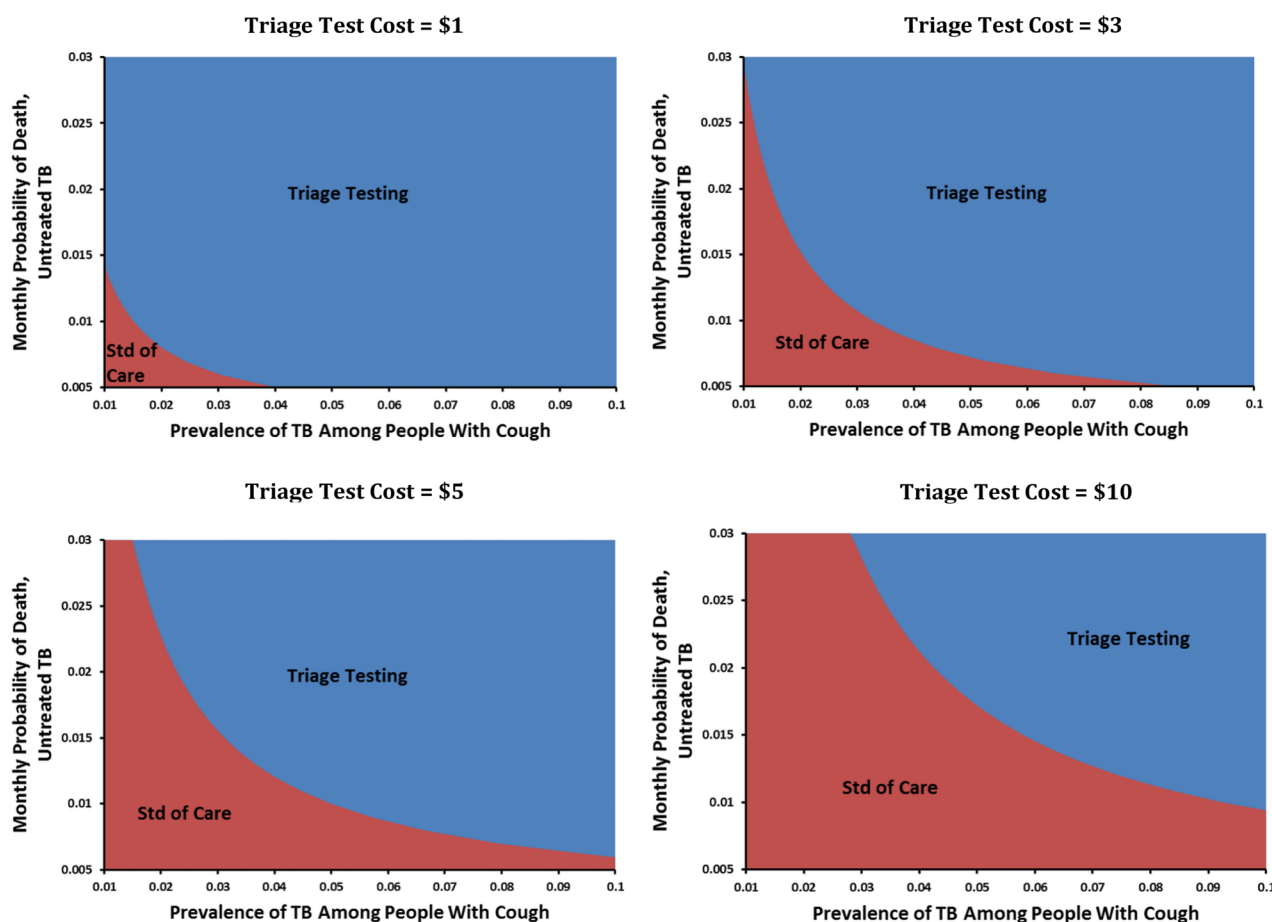 Triage Test Cost = $1
Monthly Probability of Death,
Untreated TB
0.03
0.025
0.02
0.015
0.01
0.005
Triage Testing
Std of
Care
0.01 0.02 0.03 0.04 0.05 0.06 0.07 0.08 0.09 0.1
Prevalence of TB Among People With Cough
Triage Test Cost = $3
Monthly Probability of Death,
Untreated TB
0.03
0.025
0.02
0.015
0.01
0.005
Triage Testing
Std of Care
0.01 0.02 0.03 0.04 0.05 0.06 0.07 0.08 0.09 0.1
Prevalence of TB Among People With Cough
Triage Test Cost = $5
Monthly Probability of Death,
Untreated TB
0.03
0.025
0.02
0.015
0.01
0.005
Triage Testing
Std of Care
0.01 0.02 0.03 0.04 0.05 0.06 0.07 0.08 0.09 0.1
Prevalence of TB Among People With Cough
Triage Test Cost = $10
Monthly Probability of Death,
Untreated TB
0.03
0.025
0.02
0.015
0.01
0.005
Triage Testing
Std of Care
0.01 0.02 0.03 0.04 0.05 0.06 0.07 0.08 0.09 0.1
Prevalence of TB Among People With Cough